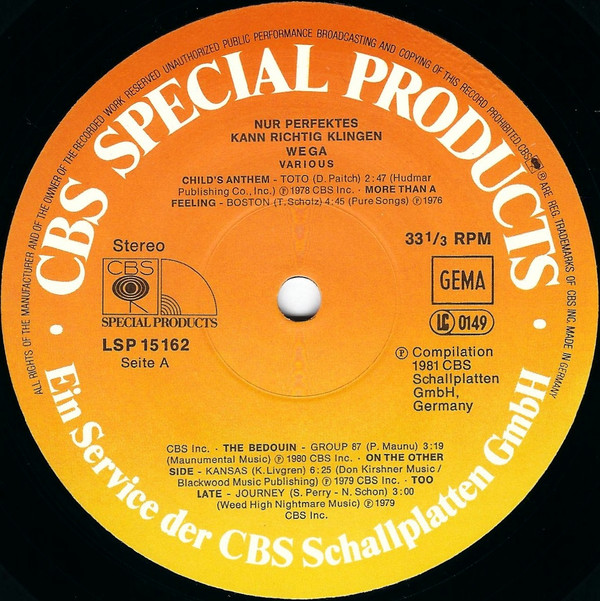 ALL RIGHTS OF THE MANUFACTURER AND OF THE OWNER OF THE RECORDED WORK RESERVED UNAUTHORIZED PUBLIC PERFORMANCE BROADCASTING AND COPYING OF THIS RECORD PROHIBITED CBS ® ARE REG. TRADEMARKS OF CBS INC. MADE IN GERMANY
CBS SPECIAL PRODUCTS
NUR PERFEKTES
KANN RICHTIG KLINGEN
WEGA
VARIOUS
CHILD'S ANTHEM - TOTO (D. Paitch) 2:47 (Hudmar
Publishing Co., Inc.) ℗ 1978 CBS Inc. · MORE THAN A
FEELING - BOSTON (T. Scholz) 4:45 (Pure Songs) ℗ 1976
Stereo
33 1/3 RPM
CBS
SPECIAL PRODUCTS
GEMA
LC 0149
LSP 15162
Seite A
℗ Compilation
1981 CBS
Schallplatten
GmbH,
Germany
CBS Inc. · THE BEDOUIN - GROUP 87 (P. Maunu) 3:19
(Maunumental Music) ℗ 1980 CBS Inc. · ON THE OTHER
SIDE - KANSAS (K. Livgren) 6:25 (Don Kirshner Music /
Blackwood Music Publishing) ℗ 1979 CBS Inc. · TOO
LATE - JOURNEY (S. Perry - N. Schon) 3:00
(Weed High Nightmare Music) ℗ 1979
CBS Inc.
· Ein Service der CBS Schallplatten GmbH ·